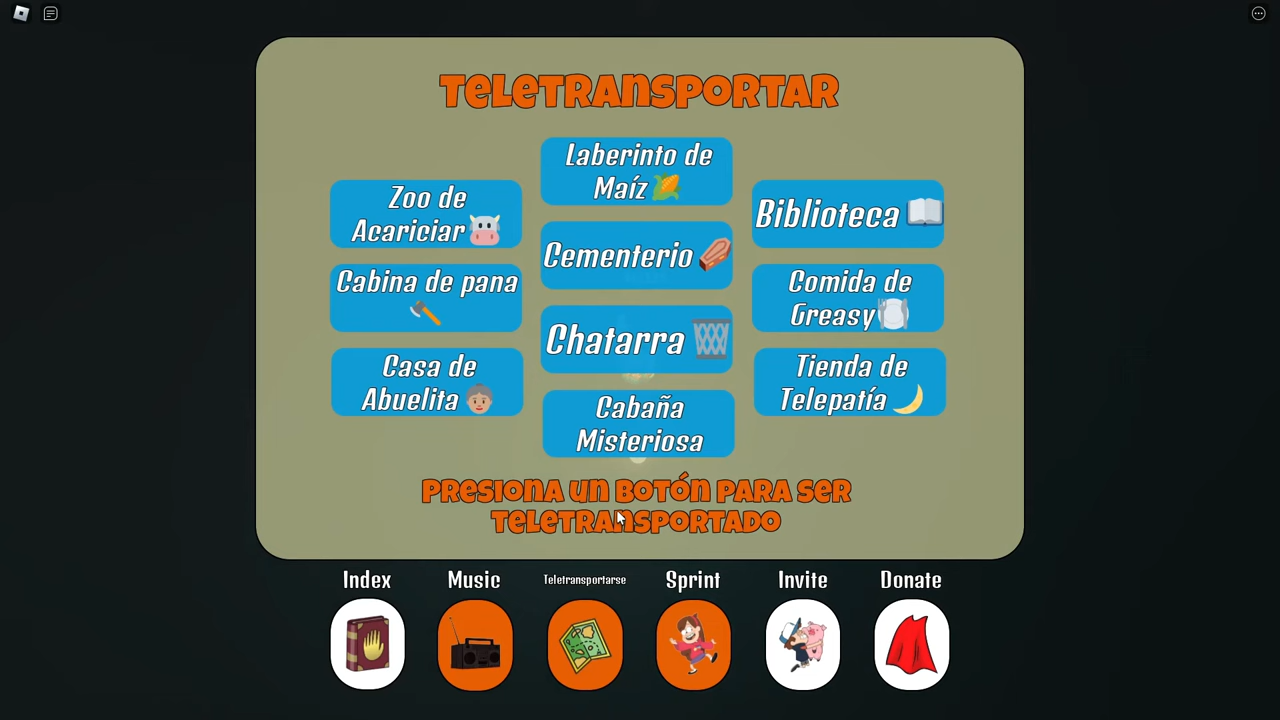 Teletransportar
Zoo de
Acariciar
Cabina de pana
Casa de
Abuelita
Laberinto de
Maíz
Cementerio
Chatarra
Cabaña
Misteriosa
Biblioteca
Comida de
Greasy
Tienda de
Telepatía
Presiona un botón para ser
teletransportado
Index
Music
Teletransportarse
Sprint
Invite
Donate